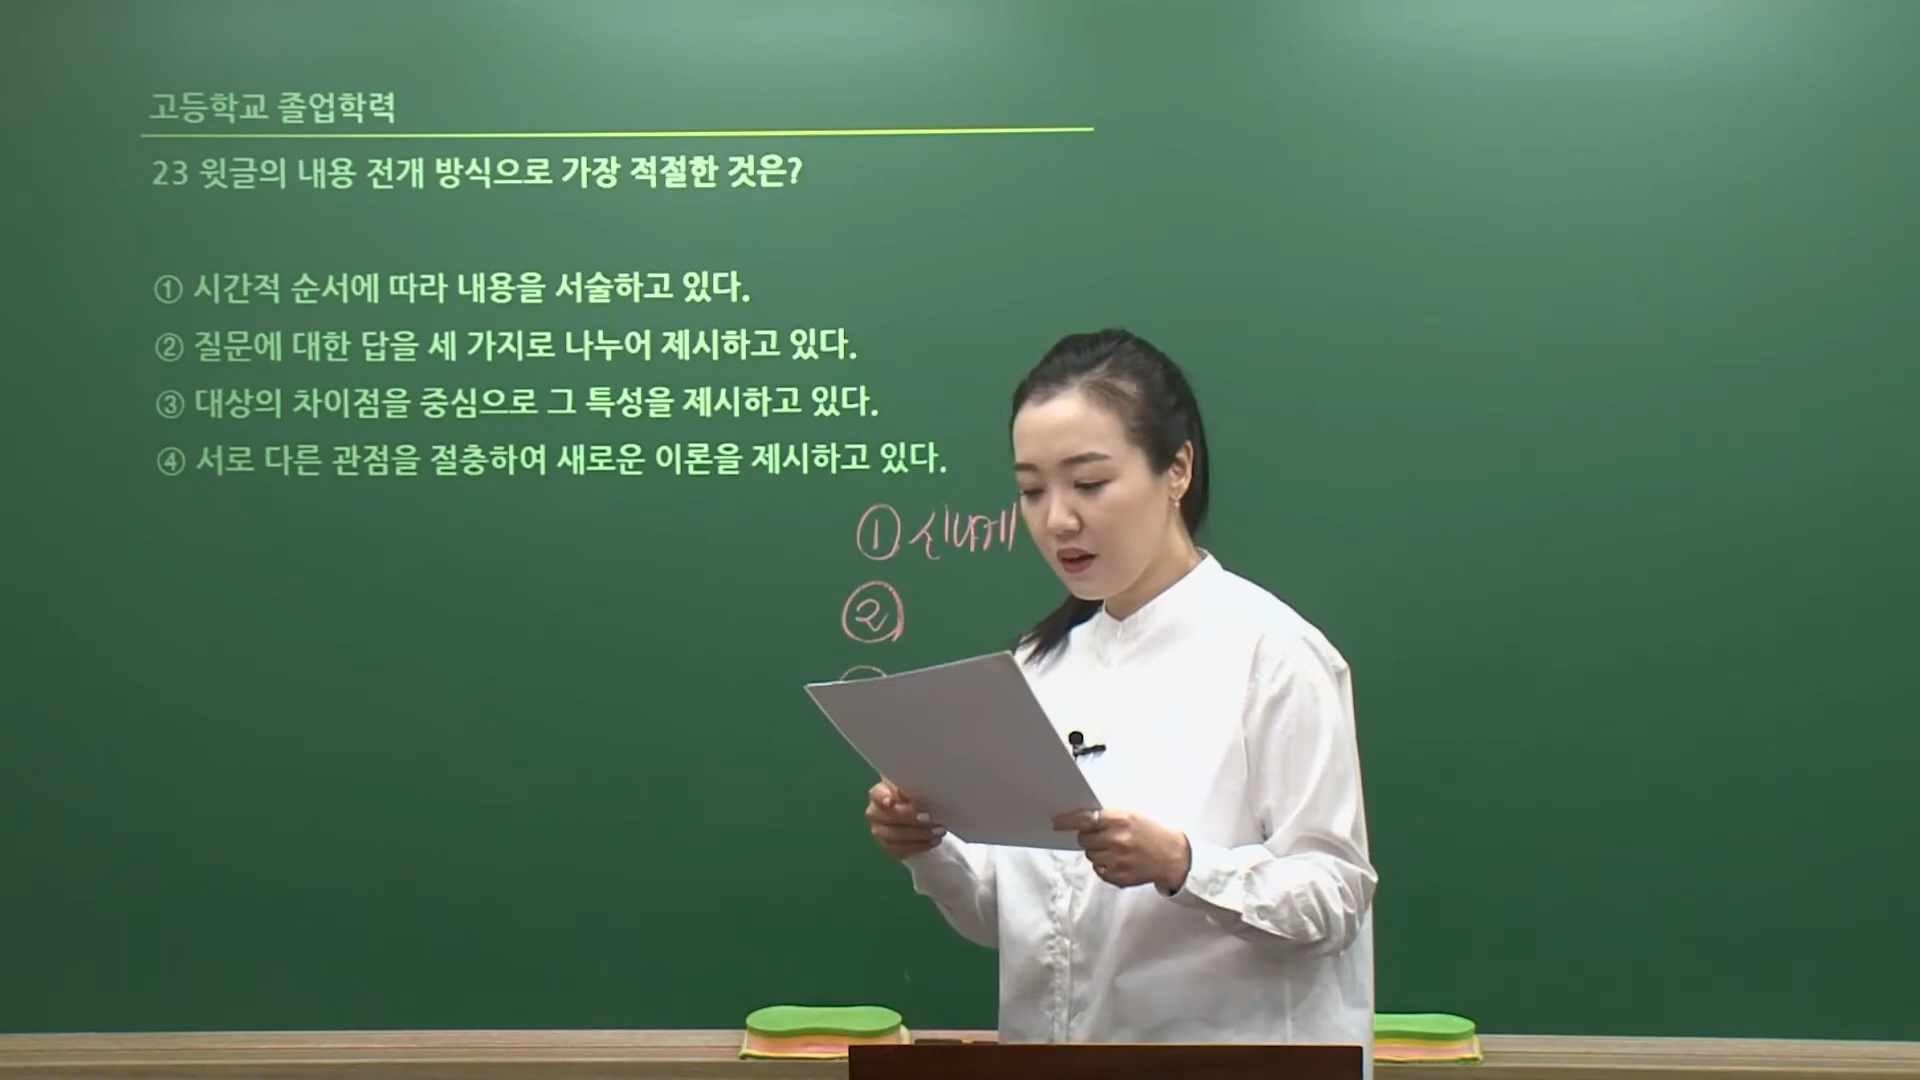 고등학교 졸업학력
23 윗글의 내용 전개 방식으로 가장 적절한 것은?
① 시간적 순서에 따라 내용을 서술하고 있다.
② 질문에 대한 답을 세 가지로 나누어 제시하고 있다.
③ 대상의 차이점을 중심으로 그 특성을 제시하고 있다.
④ 서로 다른 관점을 절충하여 새로운 이론을 제시하고 있다.
① 신나게
②